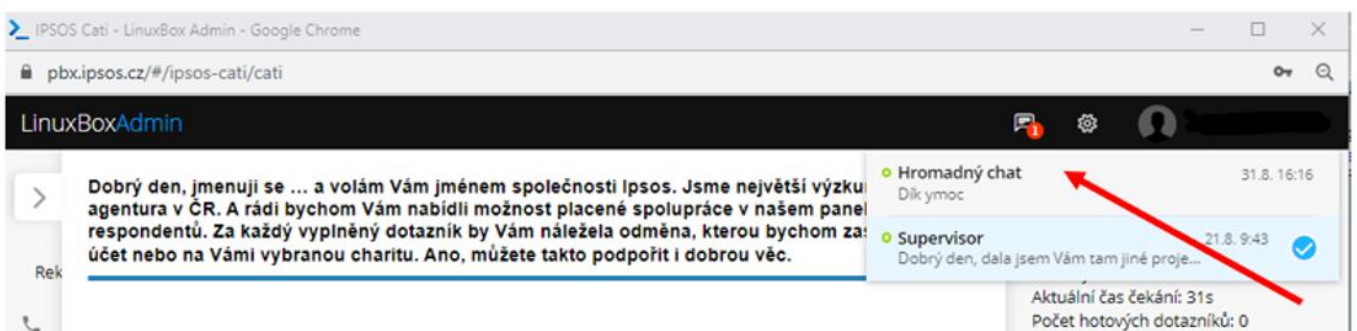 IPSOS Cati - LinuxBox Admin - Google Chrome
pbx.ipsos.cz/#/ipsos-cati/cati
LinuxBoxAdmin
1
Dobrý den, jmenuji se ... a volám Vám jménem společnosti Ipsos. Jsme největší výzku
agentura v ČR. A rádi bychom Vám nabídli možnost placené spolupráce v našem pane
respondentů. Za každý vyplněný dotazník by Vám náležela odměna, kterou bychom zas
účet nebo na Vámi vybranou charitu. Ano, můžete takto podpořit i dobrou věc.
Rek
Hromadný chat 31.8. 16:16
Dík ymoc
Supervisor 21.8. 9:43
Dobrý den, dala jsem Vám tam jiné proje...
Aktuální čas čekání: 31s
Počet hotových dotazníků: 0